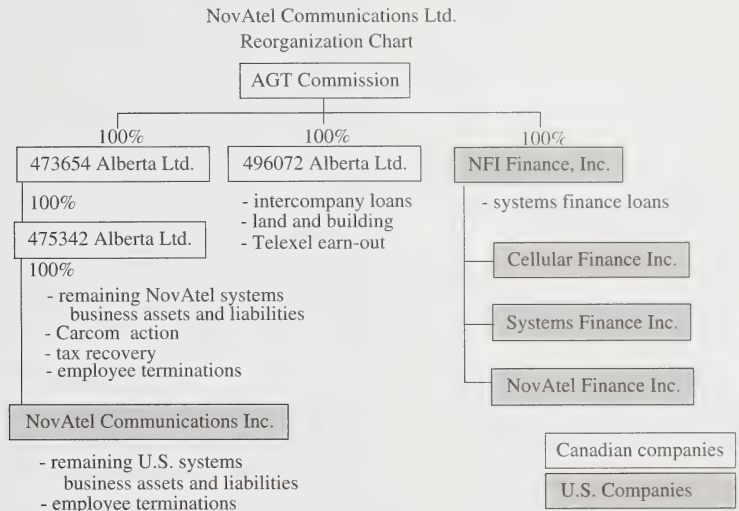 NovAtel Communications Ltd.
Reorganization Chart
AGT Commission
100%
100%
100%
473654 Alberta Ltd.
496072 Alberta Ltd.
NFI Finance, Inc.
100%
- intercompany loans
- land and building
- Telexel earn-out
- systems finance loans
475342 Alberta Ltd.
100%
- remaining NovAtel systems
business assets and liabilities
- Carcom action
- tax recovery
- employee terminations
Cellular Finance Inc.
Systems Finance Inc.
NovAtel Finance Inc.
NovAtel Communications Inc.
- remaining U.S. systems
business assets and liabilities
- employee terminations
Canadian companies
U.S. Companies